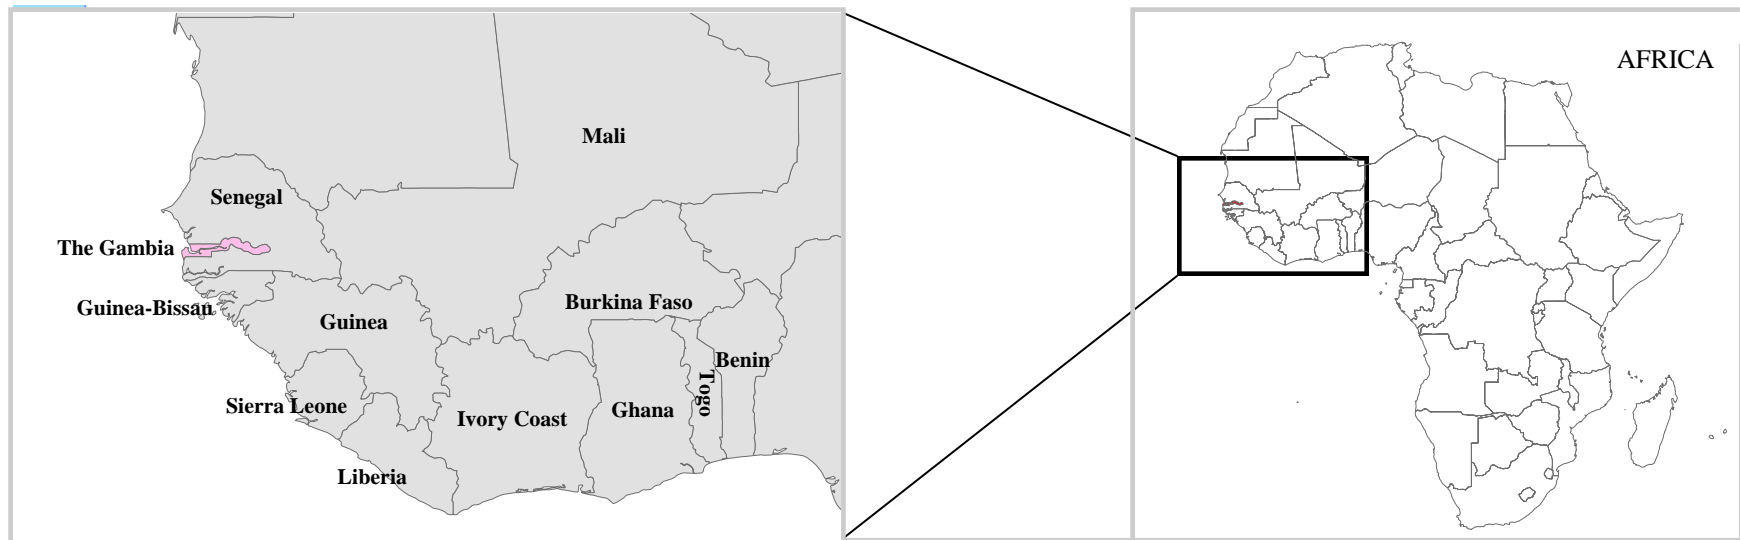 AFRICA
Mali
Senegal
The Gambia
Guinea-Bissau
Burkina Faso
Guinea
Benin
Togo
Sierra Leone
Ivory Coast
Ghana
Liberia